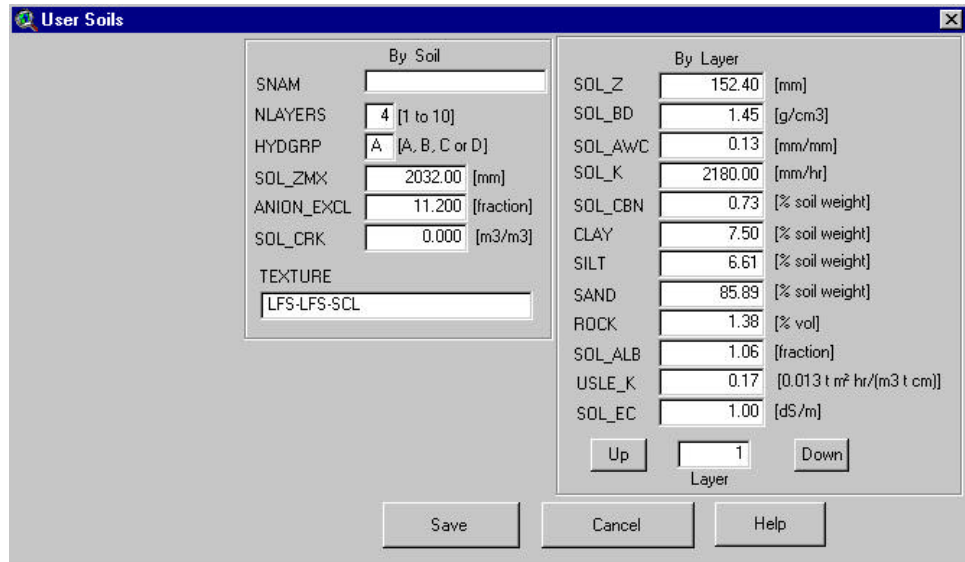 User Soils
By Soil
SNAM
NLAYERS 4 [1 to 10]
HYDGRP A [A, B, C or D]
SOL_ZMX 2032.00 [mm]
ANION_EXCL 11.200 [fraction]
SOL_CRK 0.000 [m3/m3]
TEXTURE
LFS-LFS-SCL
By Layer
SOL_Z 152.40 [mm]
SOL_BD 1.45 [g/cm3]
SOL_AWC 0.13 [mm/mm]
SOL_K 2180.00 [mm/hr]
SOL_CBN 0.73 [% soil weight]
CLAY 7.50 [% soil weight]
SILT 6.61 [% soil weight]
SAND 85.89 [% soil weight]
ROCK 1.38 [% vol]
SOL_ALB 1.06 [fraction]
USLE_K 0.17 [0.013 t m² hr/(m3 t cm)]
SOL_EC 1.00 [dS/m]
Up 1 Down
Layer
Save Cancel Help